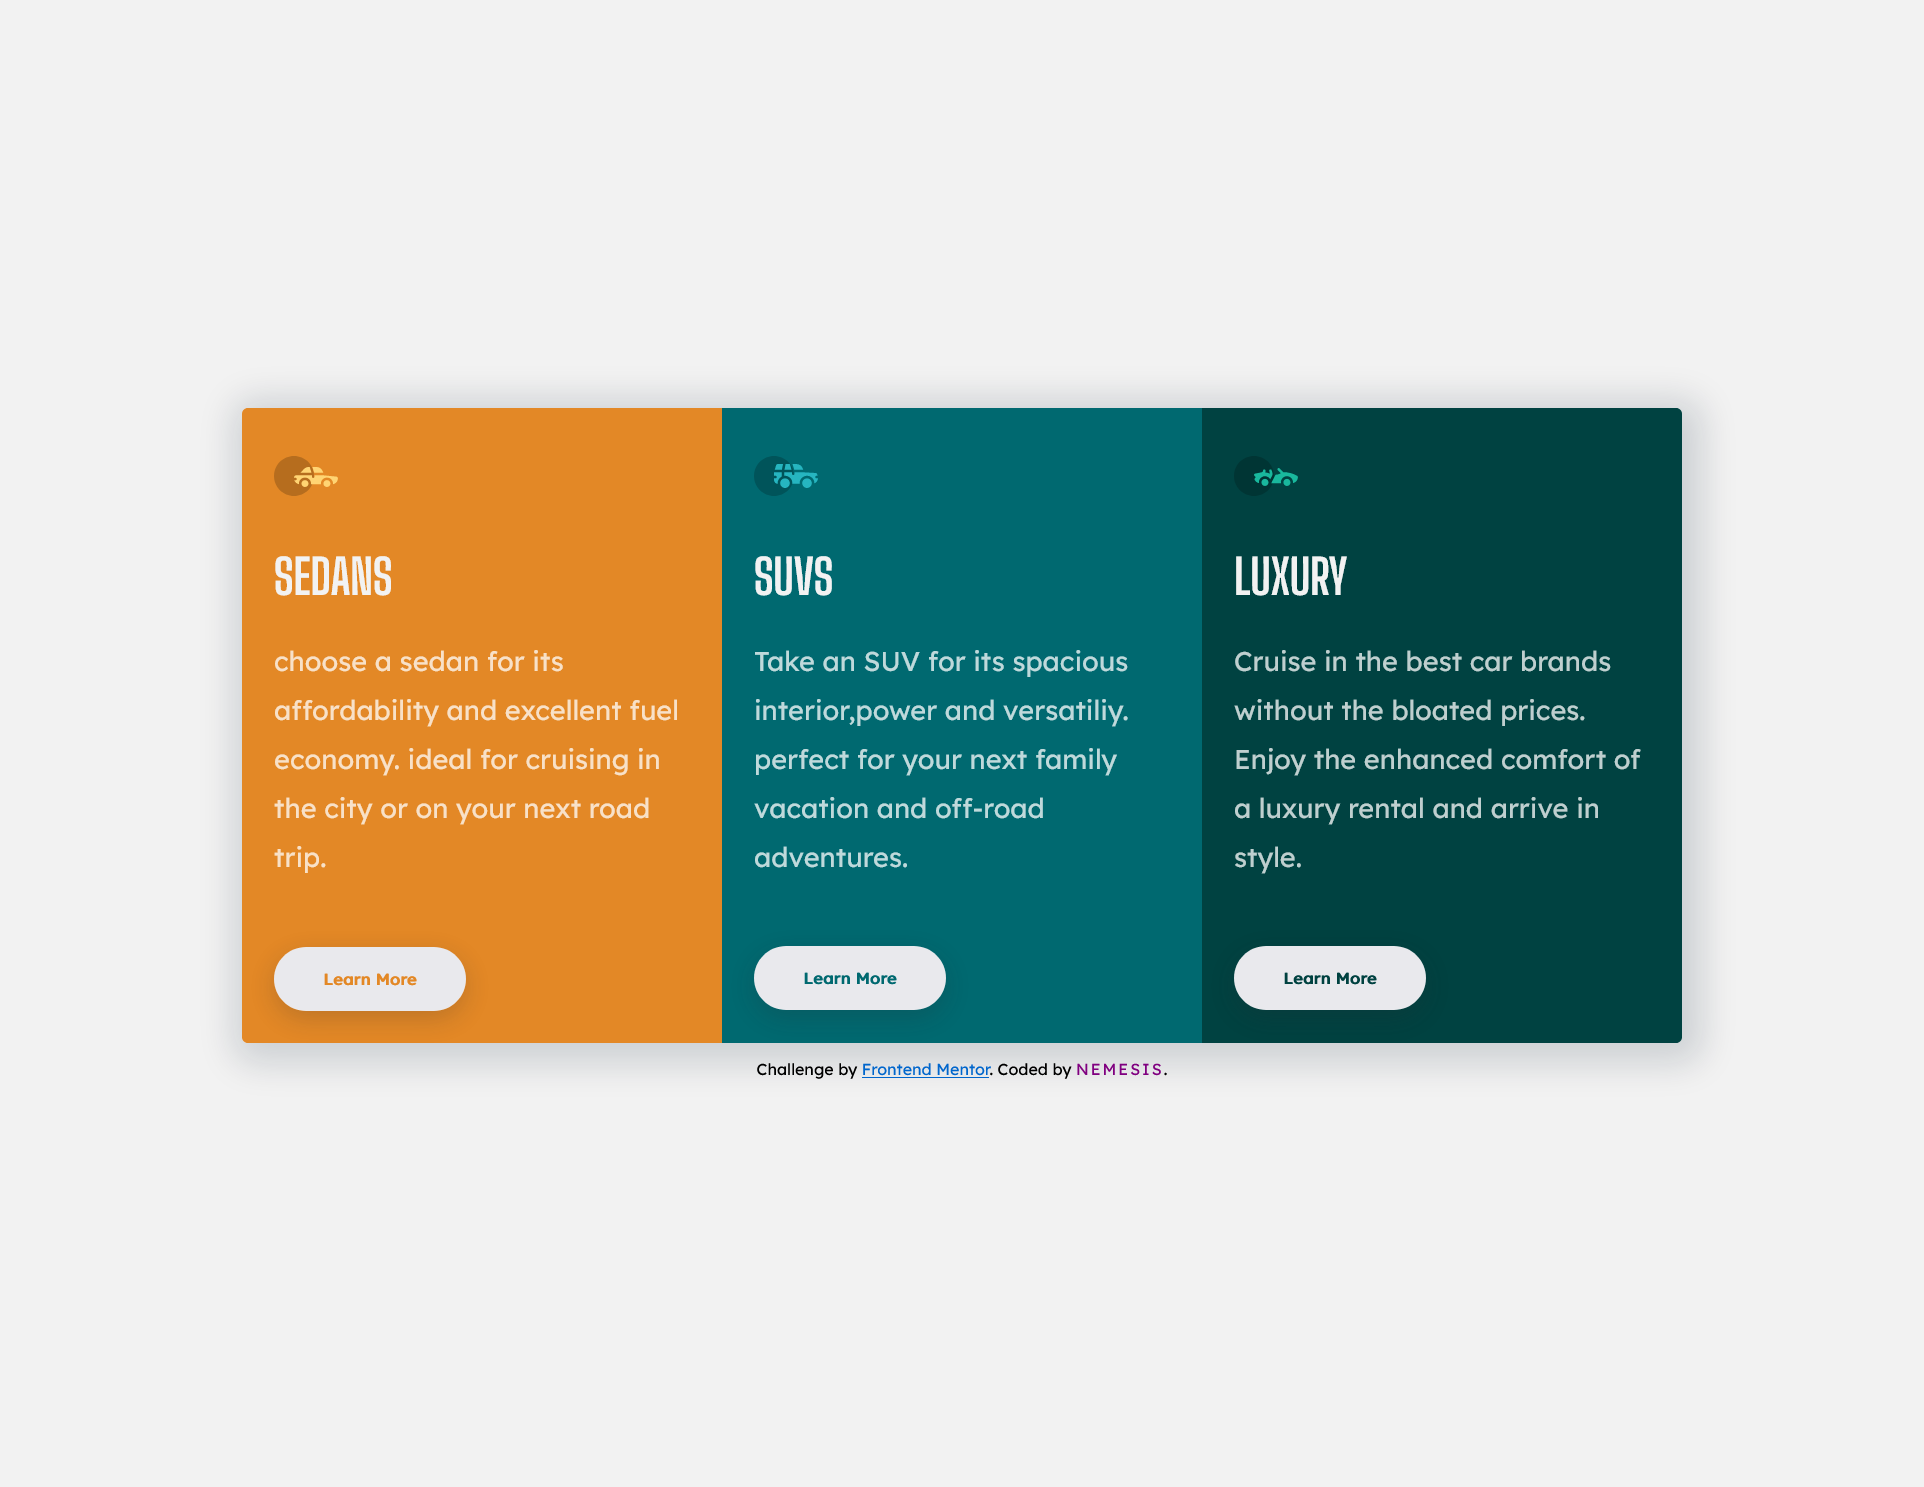 SEDANS
choose a sedan for its
affordability and excellent fuel
economy. ideal for cruising in
the city or on your next road
trip.
Learn More
SUVS
Take an SUV for its spacious
interior,power and versatiliy.
perfect for your next family
vacation and off-road
adventures.
Learn More
LUXURY
Cruise in the best car brands
without the bloated prices.
Enjoy the enhanced comfort of
a luxury rental and arrive in
style.
Learn More
Challenge by Frontend Mentor. Coded by NEMESIS.